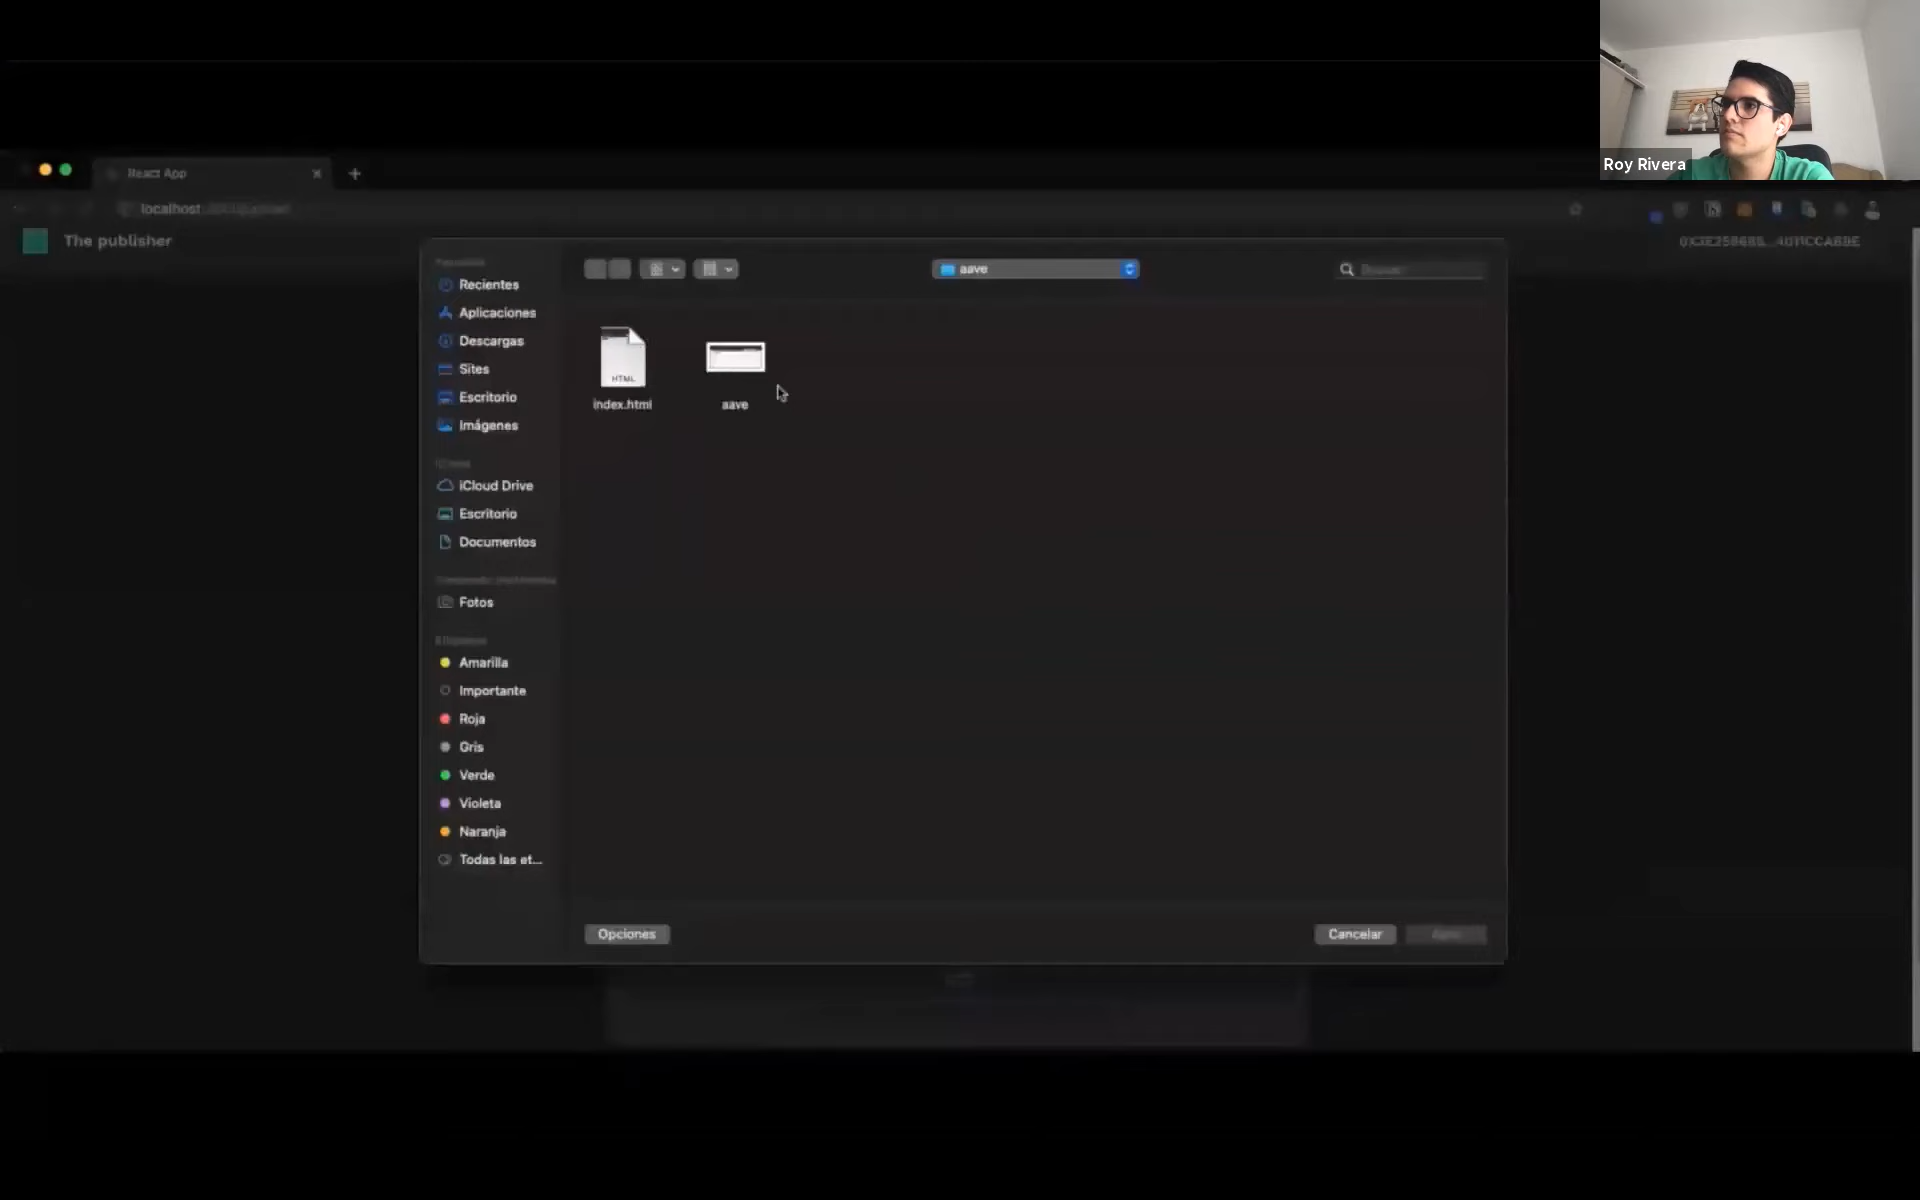 Roy Rivera
React App
localhost
The publisher
aave
Recientes
Aplicaciones
Descargas
Sites
Escritorio
Imágenes
iCloud Drive
Escritorio
Documentos
Fotos
Amarilla
Importante
Roja
Gris
Verde
Violeta
Naranja
Todas las et...
HTML
index.html
aave
Opciones
Cancelar